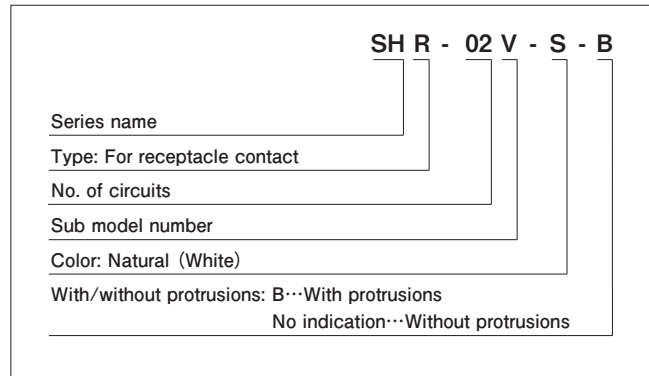 SH R - 02 V - S - B
Series name
Type: For receptacle contact
No. of circuits
Sub model number
Color: Natural (White)
With/without protrusions: B…With protrusions
No indication…Without protrusions